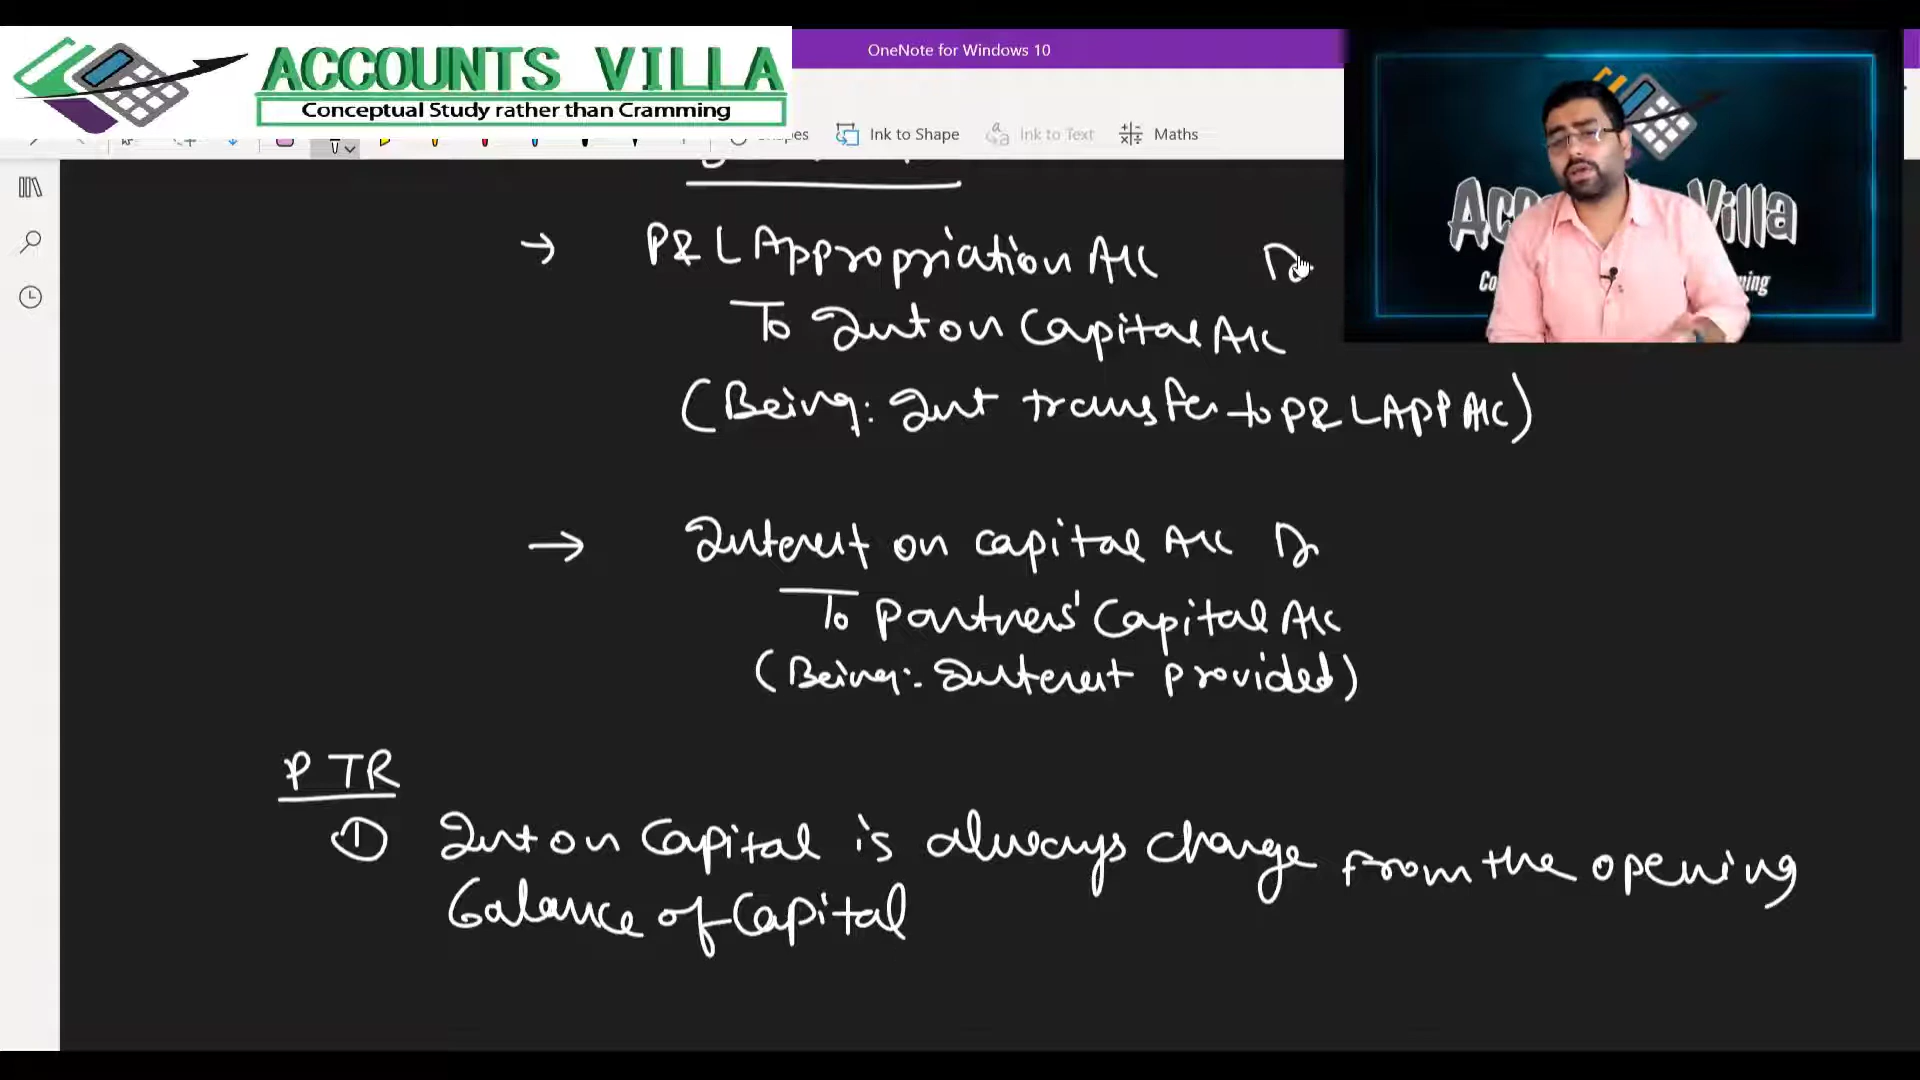 ACCOUNTS VILLA
Conceptual Study rather than Cramming
OneNote for Windows 10
Ink to Shape
Ink to Text
Maths
Villa
→ P&L Appropriation A/c Dr
To Int on Capital A/c
(Being: Int transfer to P&L APP A/c)
→ Interest on capital A/c Dr
To Partners' Capital A/c
(Being:- Interest provided)
PTR
① Int on Capital is always charge from the opening
balance of Capital